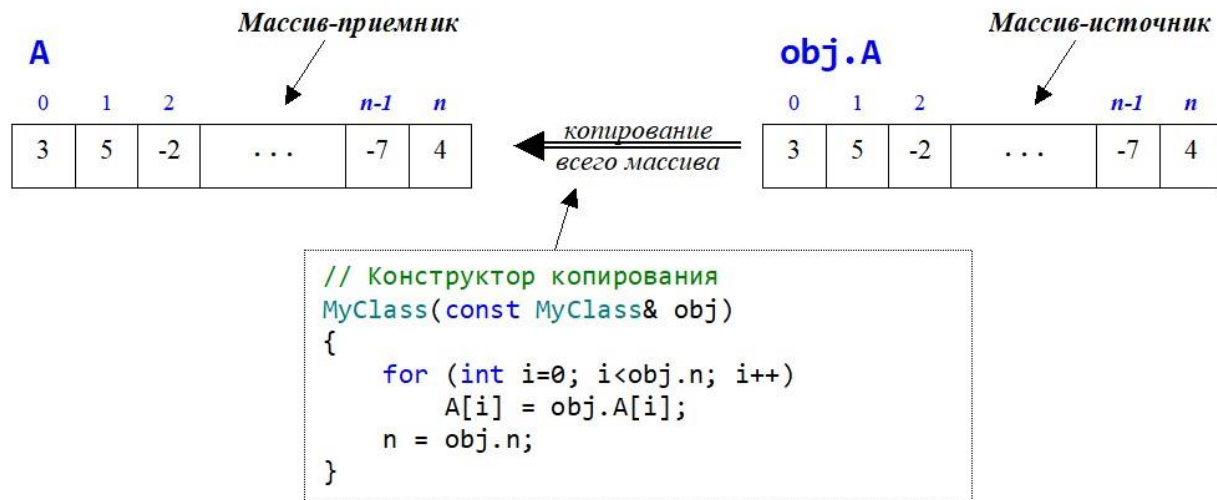 Массив-приемник
Массив-источник
A
obj.A
0 1 2 n-1 n
0 1 2 n-1 n
3 5 -2 ... -7 4
копирование
всего массива
3 5 -2 ... -7 4
// Конструктор копирования
MyClass(const MyClass& obj)
{
    for (int i=0; i<obj.n; i++)
        A[i] = obj.A[i];
    n = obj.n;
}